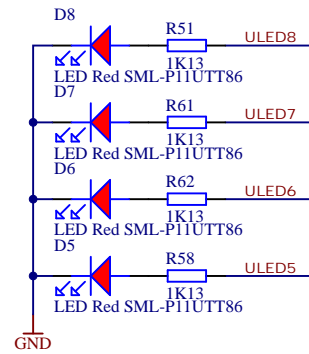 D8
R51
ULED8
1K13
LED Red SML-P11UTT86
D7
R61
ULED7
1K13
LED Red SML-P11UTT86
D6
R62
ULED6
1K13
LED Red SML-P11UTT86
D5
R58
ULED5
1K13
LED Red SML-P11UTT86
GND